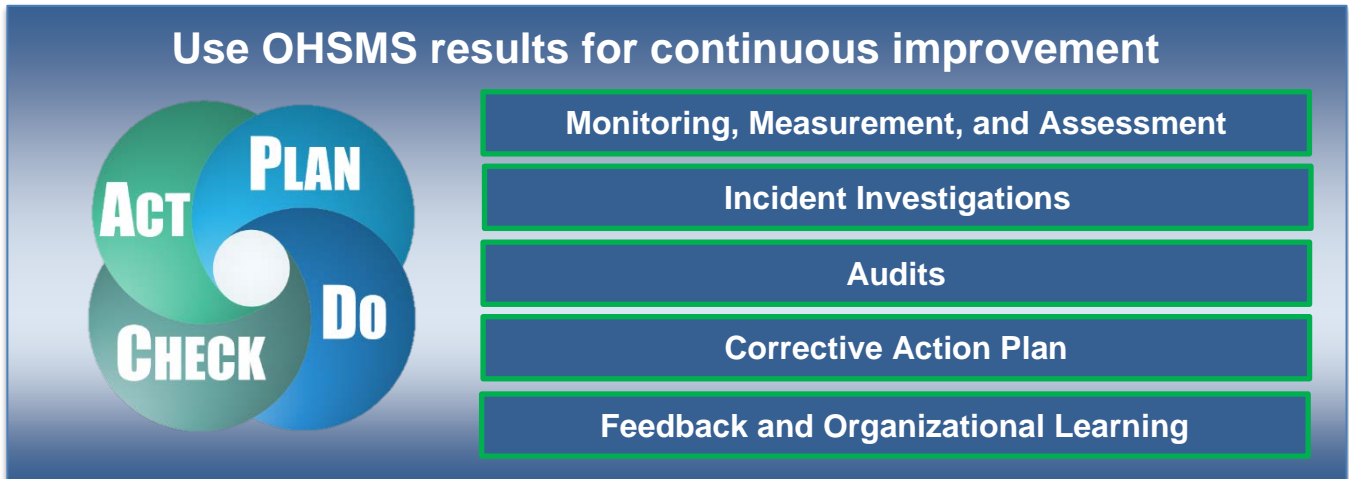 Use OHSMS results for continuous improvement
PLAN
ACT
DO
CHECK
Monitoring, Measurement, and Assessment
Incident Investigations
Audits
Corrective Action Plan
Feedback and Organizational Learning